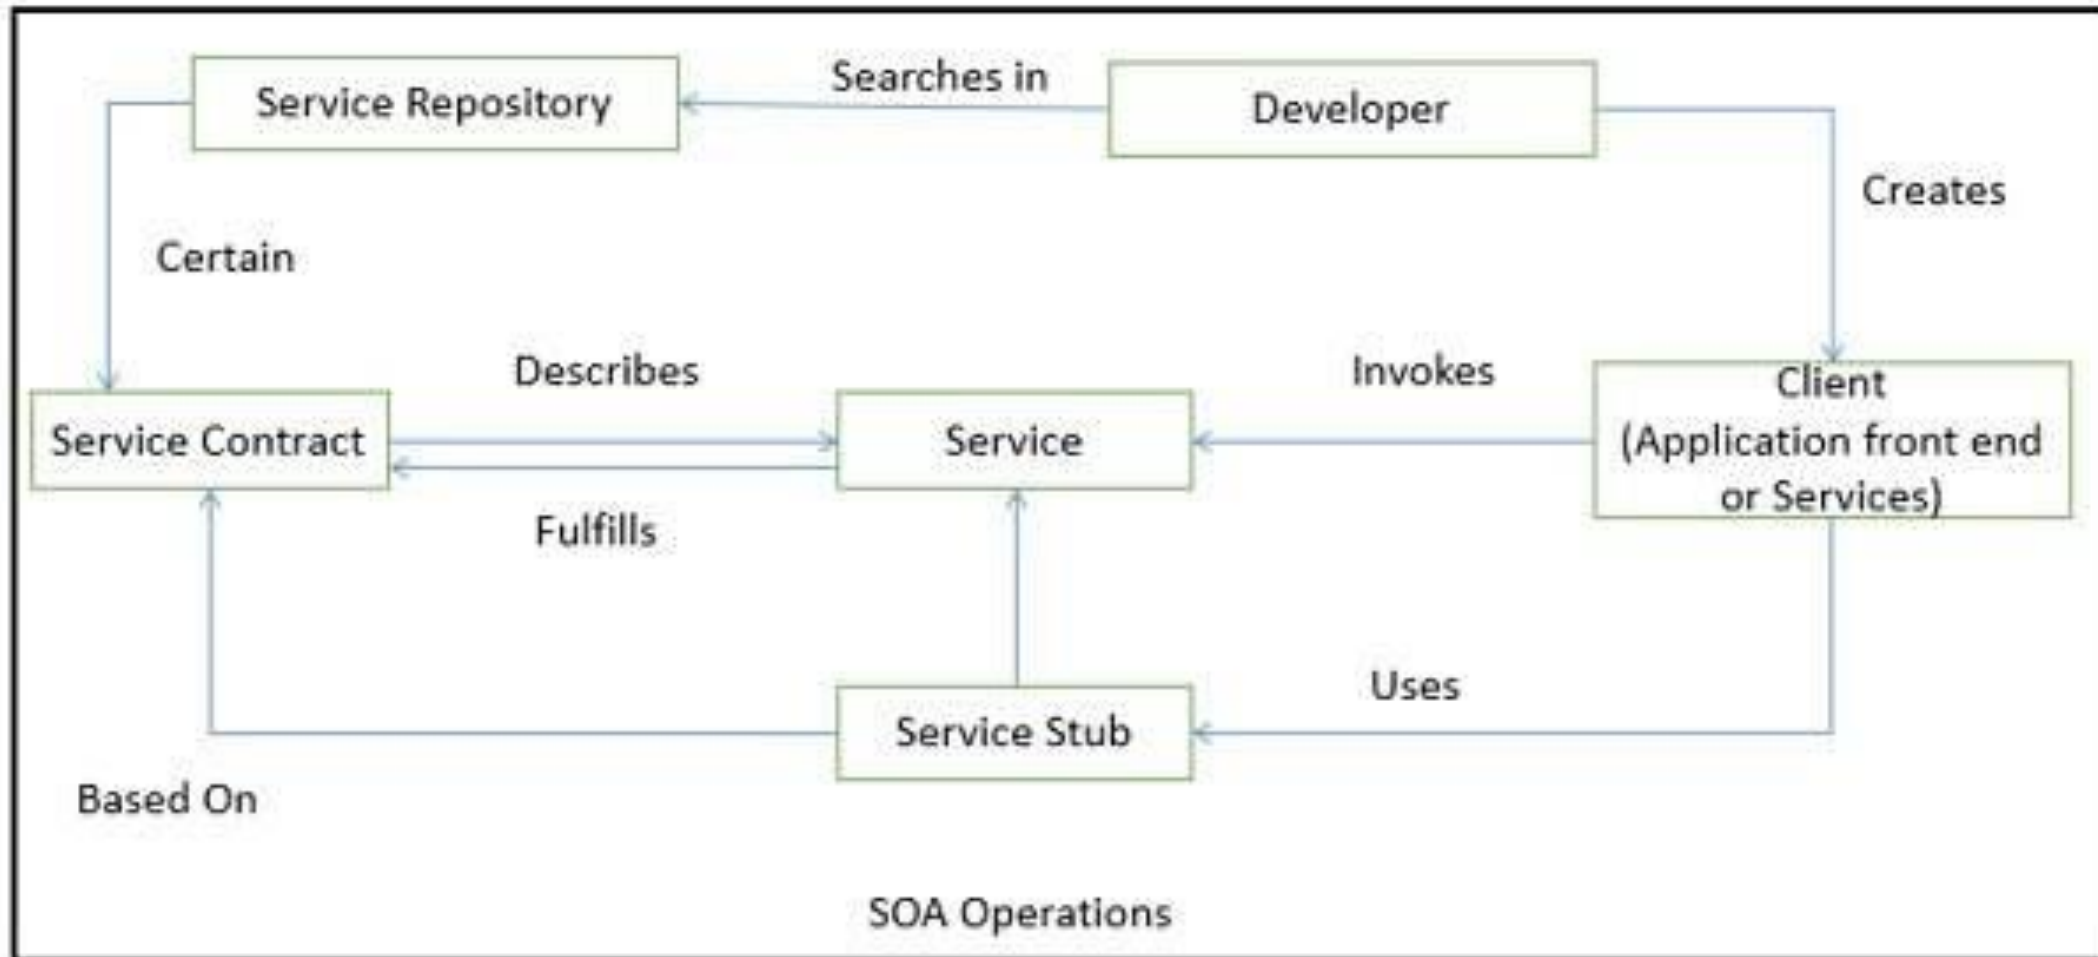 Service Repository
Searches in
Developer
Creates
Certain
Describes
Invokes
Service Contract
Service
Client
(Application front end
or Services)
Fulfills
Uses
Service Stub
Based On
SOA Operations